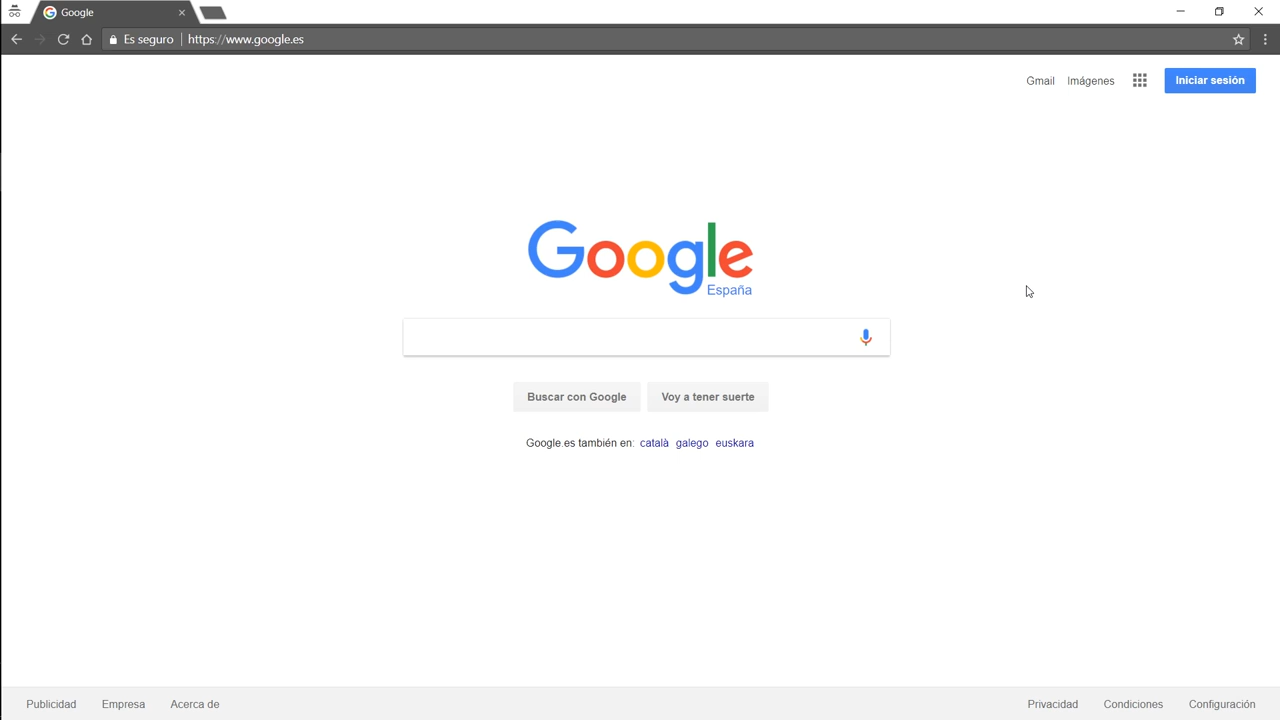 Google
Es seguro https://www.google.es
Gmail Imágenes Iniciar sesión
Google
España
Buscar con Google Voy a tener suerte
Google.es también en: català galego euskara
Publicidad Empresa Acerca de Privacidad Condiciones Configuración